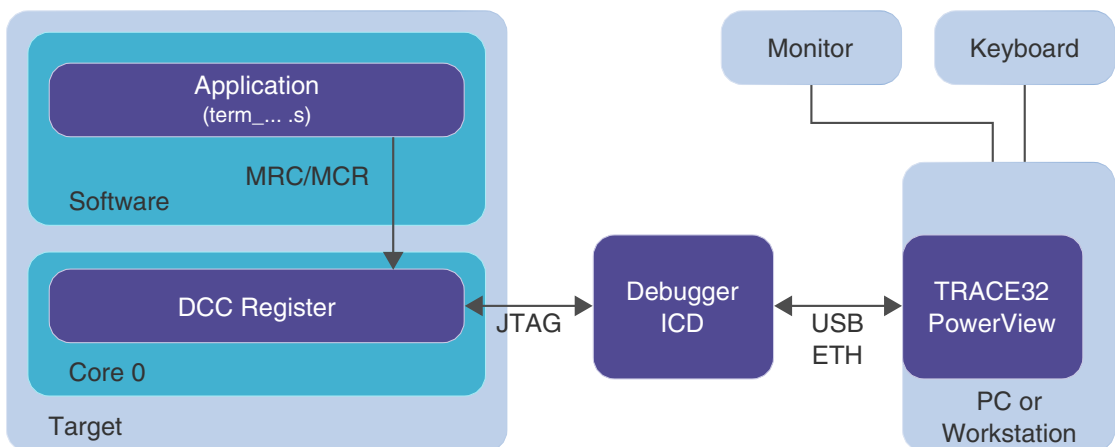 Application
(term_... .s)
MRC/MCR
Software
DCC Register
Core 0
Target
JTAG
Debugger
ICD
USB
ETH
Monitor
Keyboard
TRACE32
PowerView
PC or
Workstation